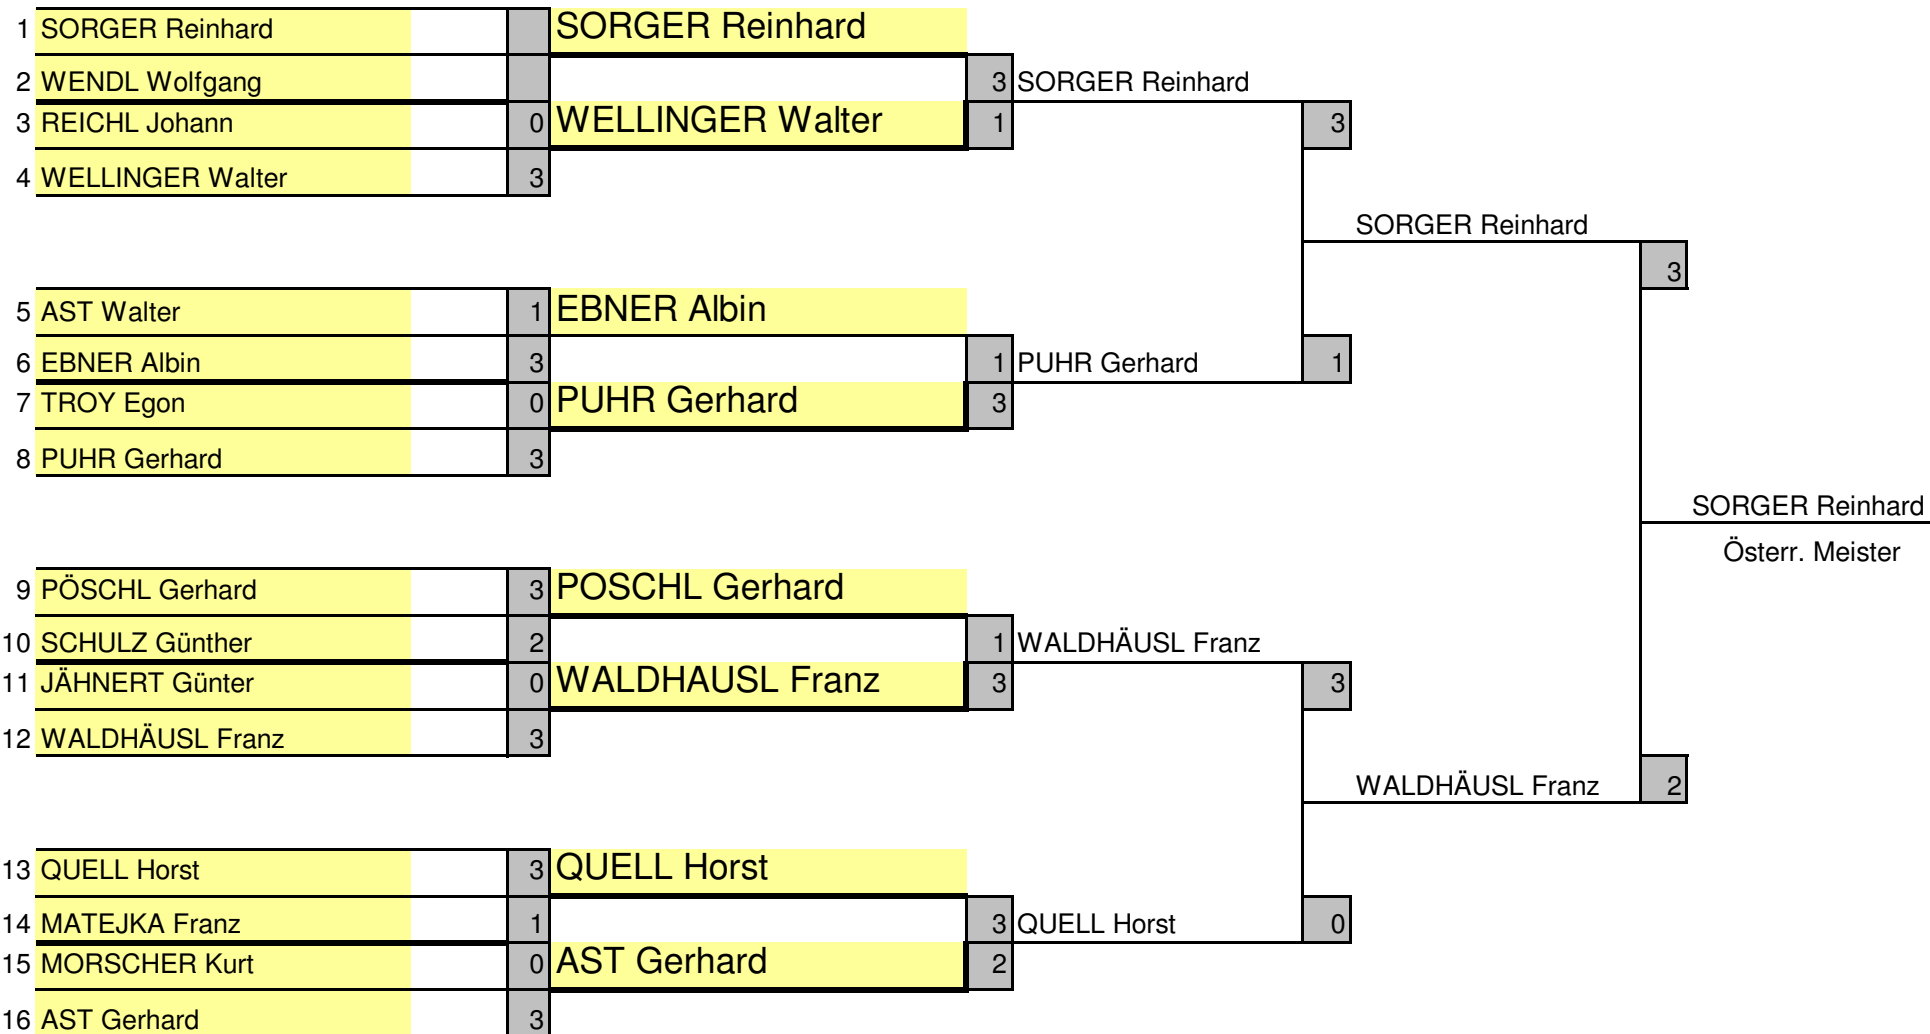 1 SORGER Reinhard SORGER Reinhard
2 WENDL Wolfgang 3 SORGER Reinhard
3 REICHL Johann 0 WELLINGER Walter 1 3
4 WELLINGER Walter 3
SORGER Reinhard
3
5 AST Walter 1 EBNER Albin
6 EBNER Albin 3 1 PUHR Gerhard 1
7 TROY Egon 0 PUHR Gerhard 3
8 PUHR Gerhard 3
SORGER Reinhard
Österr. Meister
9 PÖSCHL Gerhard 3 POSCHL Gerhard
10 SCHULZ Günther 2 1 WALDHÄUSL Franz
11 JÄHNERT Günter 0 WALDHAUSL Franz 3 3
12 WALDHÄUSL Franz 3
WALDHÄUSL Franz 2
13 QUELL Horst 3 QUELL Horst
14 MATEJKA Franz 1 3 QUELL Horst 0
15 MORSCHER Kurt 0 AST Gerhard 2
16 AST Gerhard 3